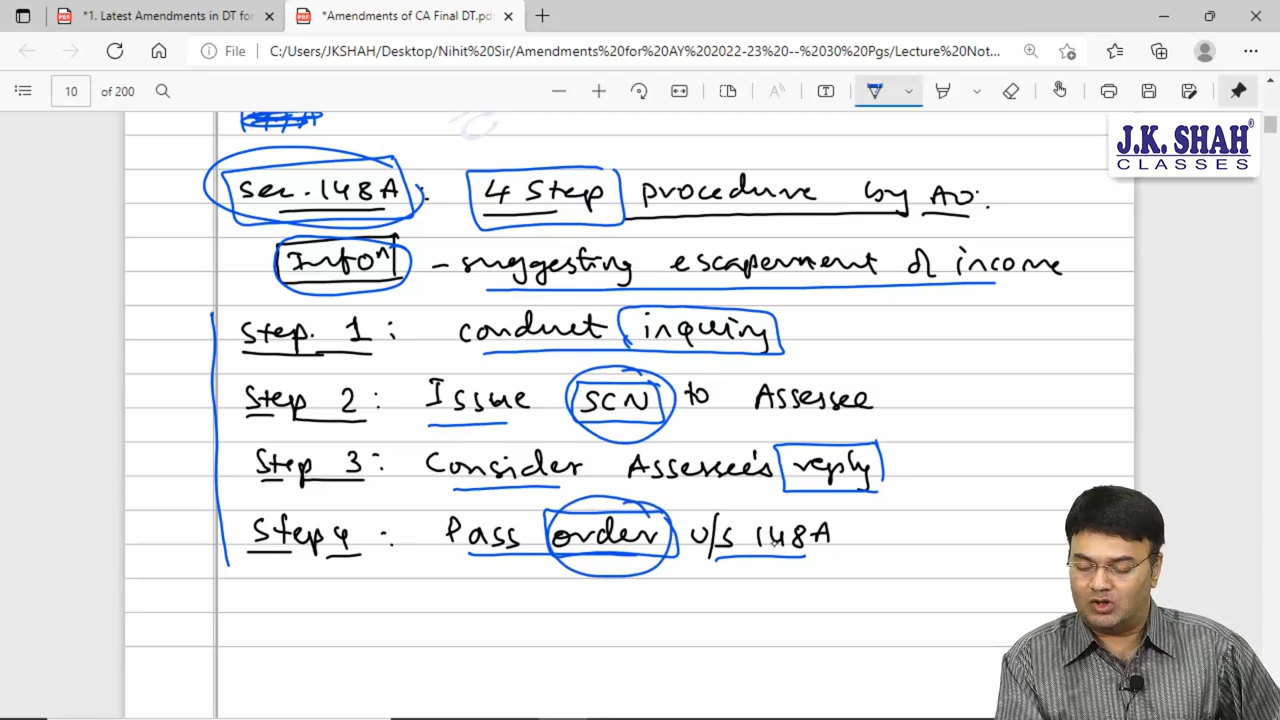 *1. Latest Amendments in DT for
*Amendments of CA Final DT.pd
File
C:/Users/JKSHAH/Desktop/Nihit%20Sir/Amendments%20for%20AY%202022-23%20--%2030%20Pgs/Lecture%20Not...
10 of 200
J.K. SHAH®
CLASSES
Sec. 148A : 4 Step procedure by AO:
Infoⁿ - suggesting escapement of income
Step. 1 : conduct inquiry
Step 2 : Issue SCN to Assessee
Step 3 : Consider Assessee's reply
Step 4 : Pass order u/s 148A